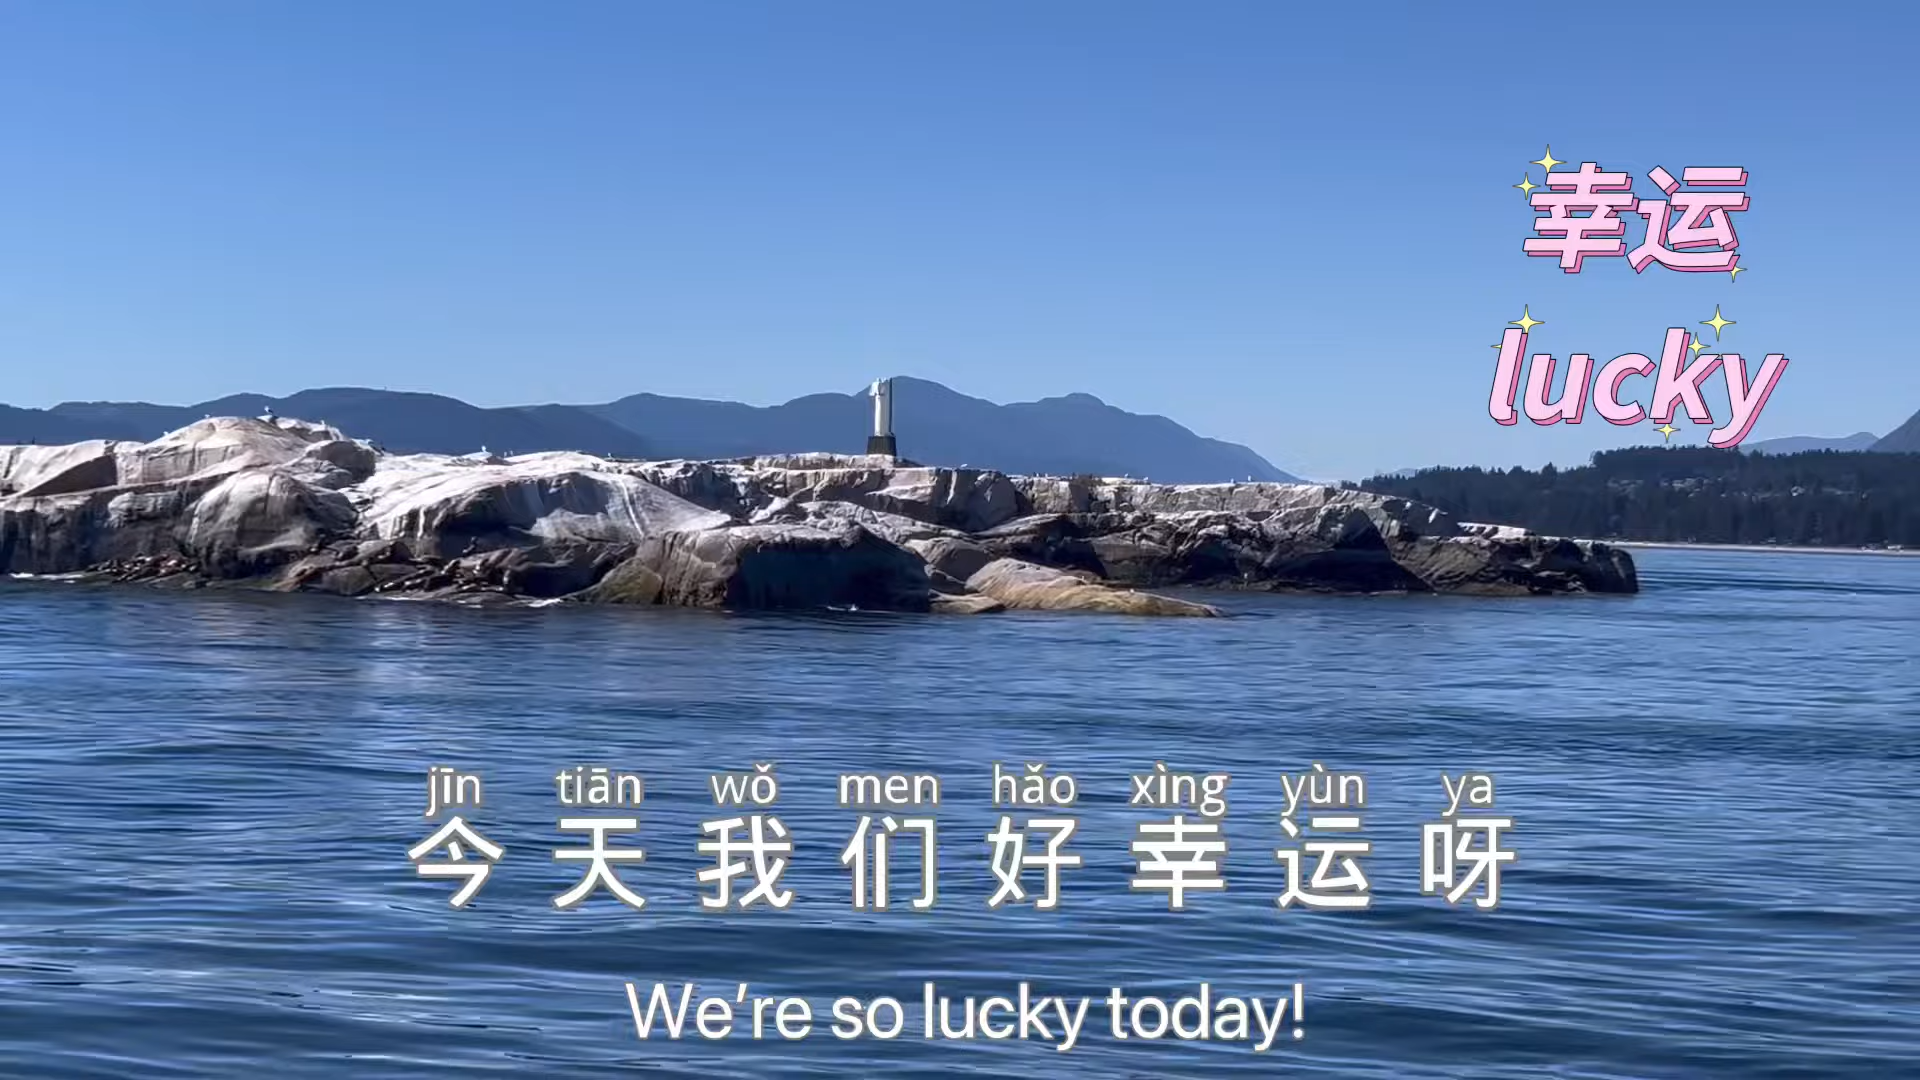 幸运
lucky
jīn tiān wǒ men hǎo xìng yùn ya
今天我们好幸运呀
We're so lucky today!